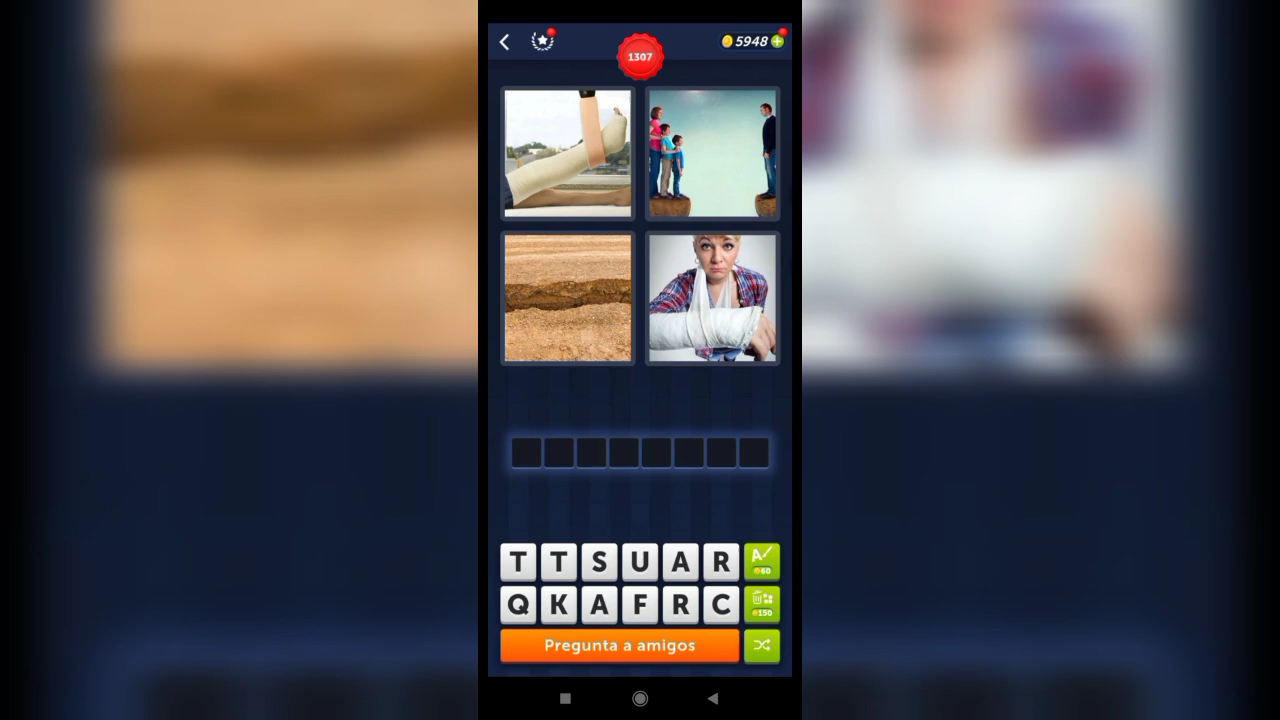 1307
5948
T T S U A R
60
Q K A F R C
150
Pregunta a amigos